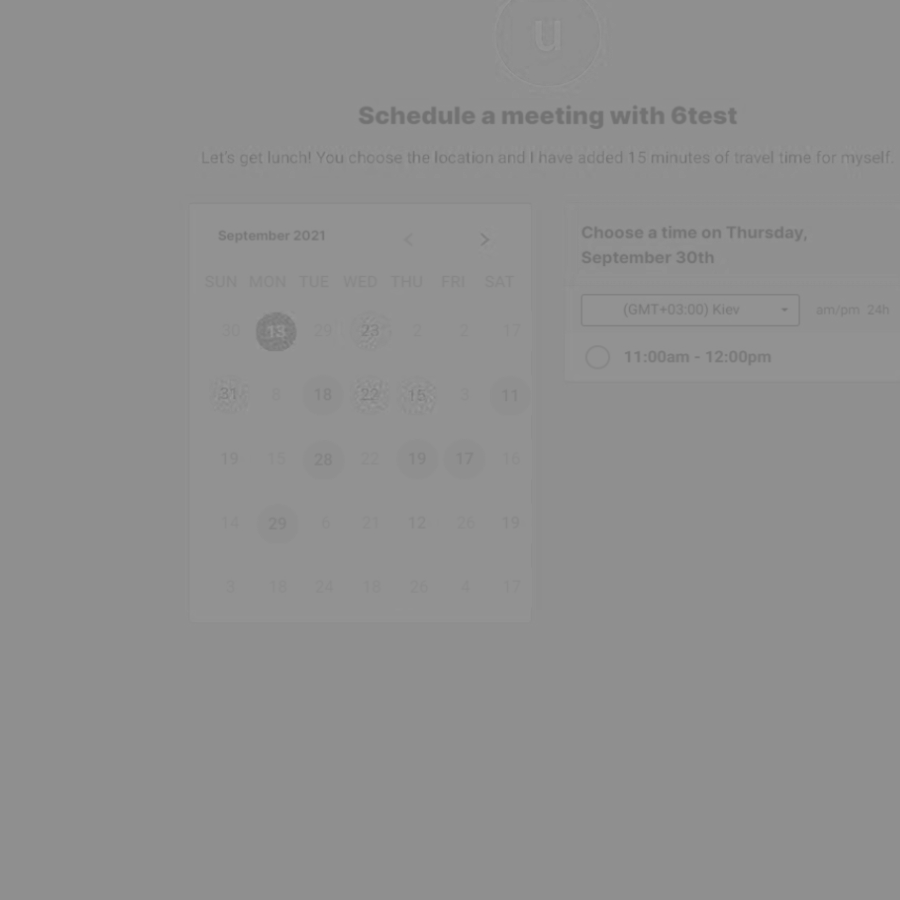 u
Schedule a meeting with 6test
Let's get lunch! You choose the location and I have added 15 minutes of travel time for myself.
September 2021
SUN MON TUE WED THU FRI SAT
30 13 29 23 2 2 17
31 8 18 22 15 3 11
19 15 28 22 19 17 16
14 29 6 21 12 26 19
3 16 24 18 26 4 17
Choose a time on Thursday,
September 30th
(GMT+03:00) Kiev am/pm 24h
11:00am - 12:00pm